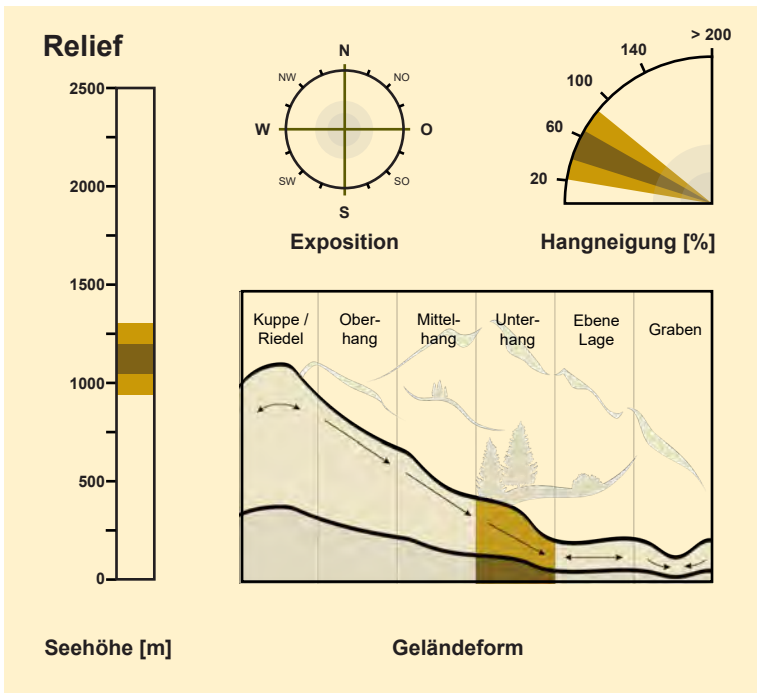 Relief
2500
2000
1500
1000
500
0
Seehöhe [m]
N
NW
NO
W
O
SW
SO
S
Exposition
> 200
140
100
60
20
Hangneigung [%]
Kuppe /
Riedel
Ober-
hang
Mittel-
hang
Unter-
hang
Ebene
Lage
Graben
Geländeform